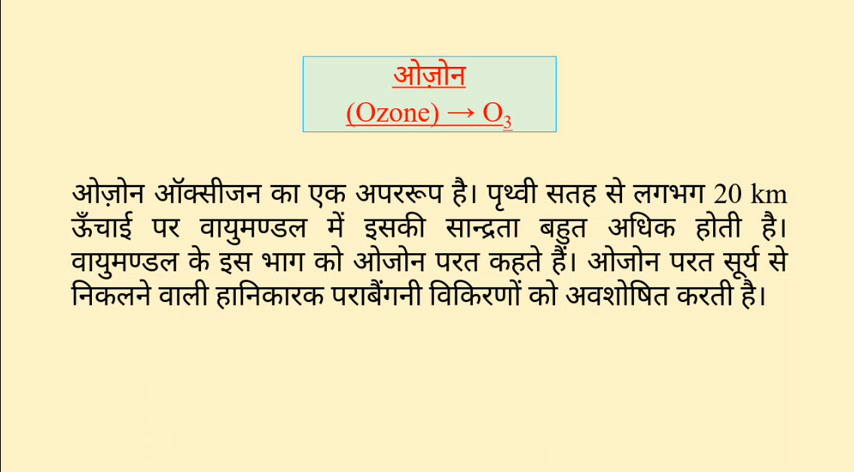 ओज़ोन
(Ozone) → O₃
ओज़ोन ऑक्सीजन का एक अपररूप है। पृथ्वी सतह से लगभग 20 km
ऊँचाई पर वायुमण्डल में इसकी सान्द्रता बहुत अधिक होती है।
वायुमण्डल के इस भाग को ओजोन परत कहते हैं। ओजोन परत सूर्य से
निकलने वाली हानिकारक पराबैंगनी विकिरणों को अवशोषित करती है।